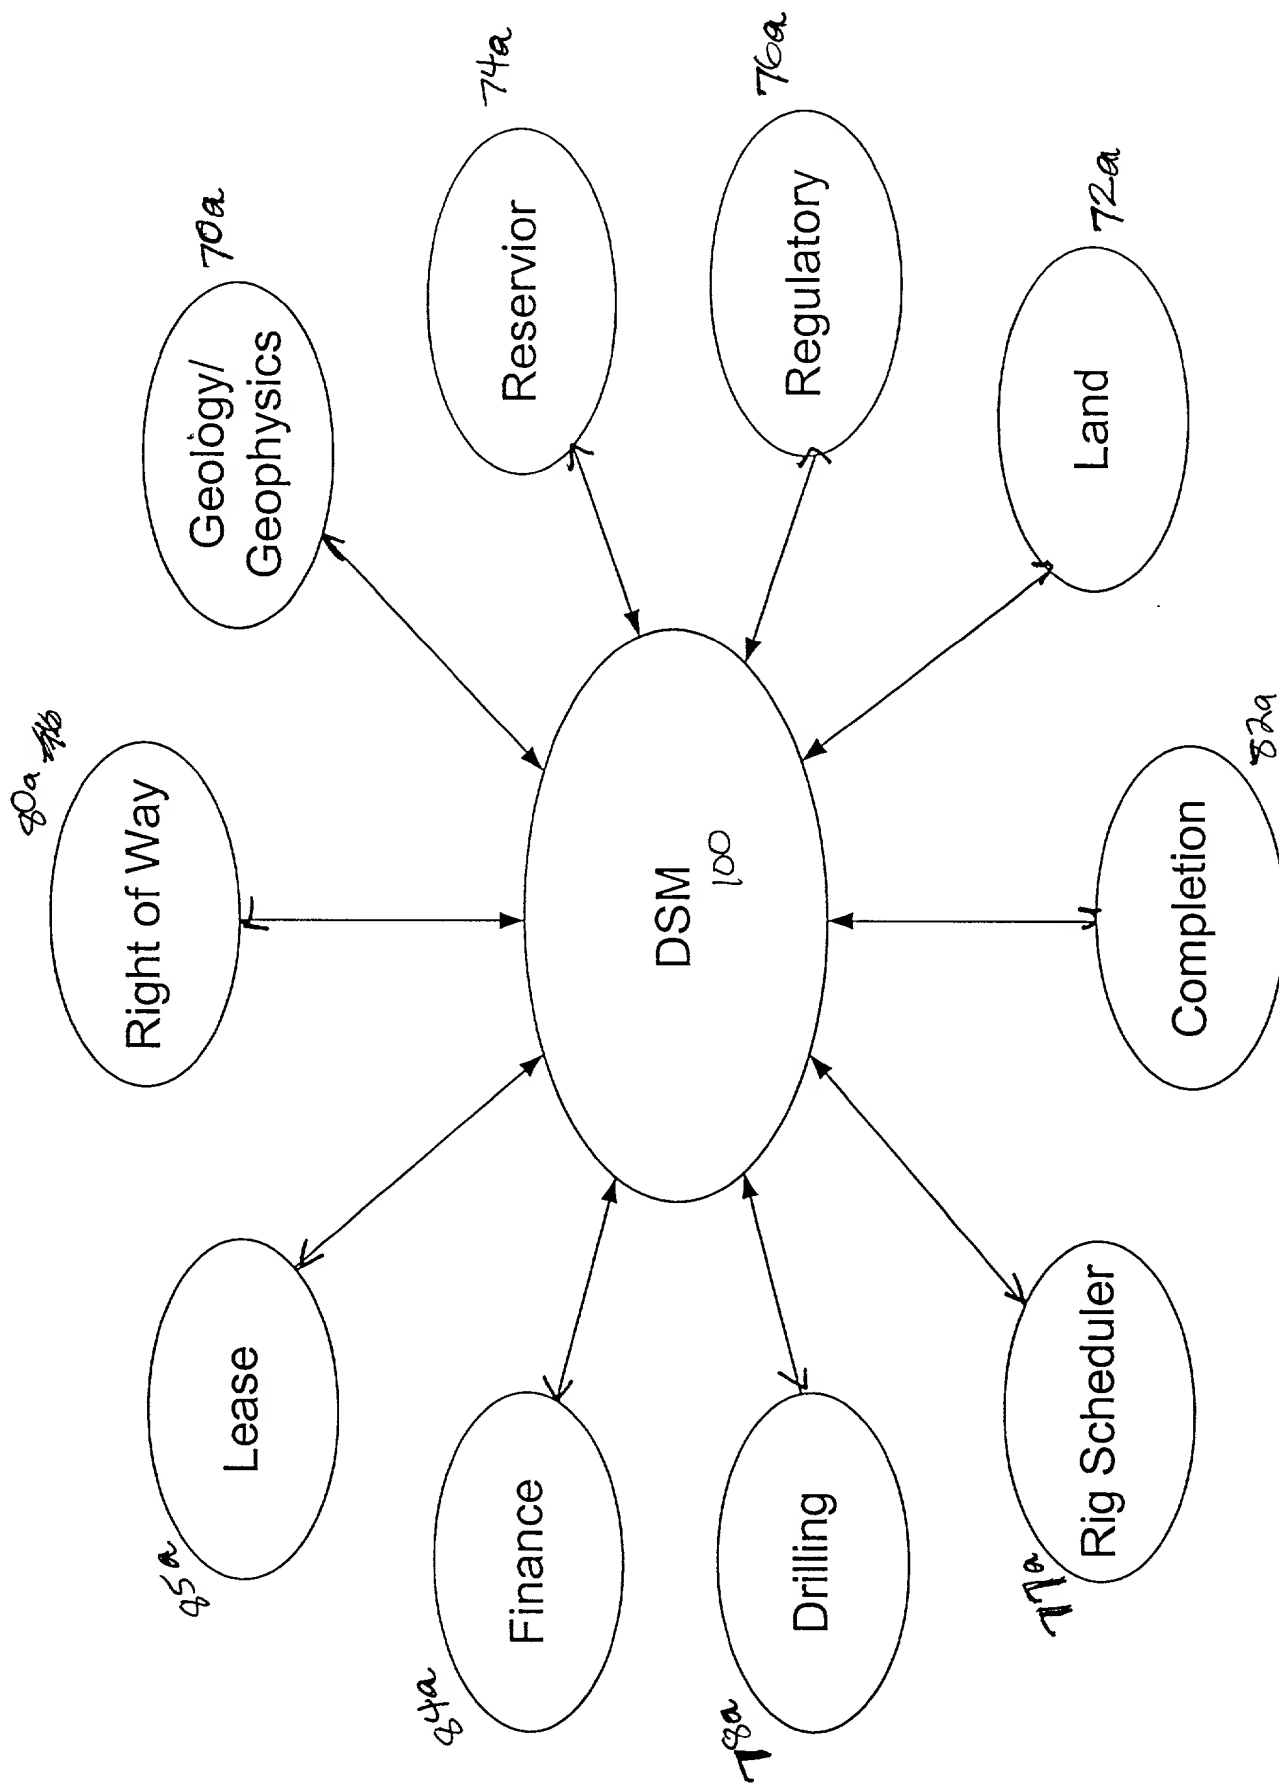 80a
Right of Way
85a
Lease
Geology/
Geophysics
70a
84a
Finance
Reservior
74a
DSM
100
78a
Drilling
Regulatory
76a
77a
Rig Scheduler
Land
72a
Completion
82a